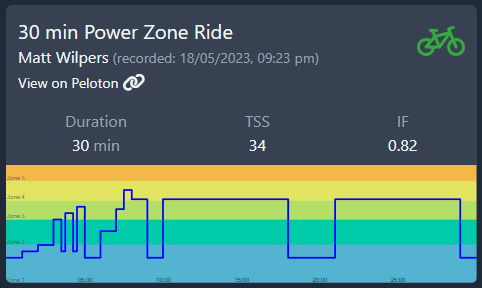 30 min Power Zone Ride
Matt Wilpers (recorded: 18/05/2023, 09:23 pm)
View on Peloton
Duration TSS IF
30 min 34 0.82
Zone 5
Zone 4
Zone 3
Zone 2
Zone 1
05:00 10:00 15:00 20:00 25:00